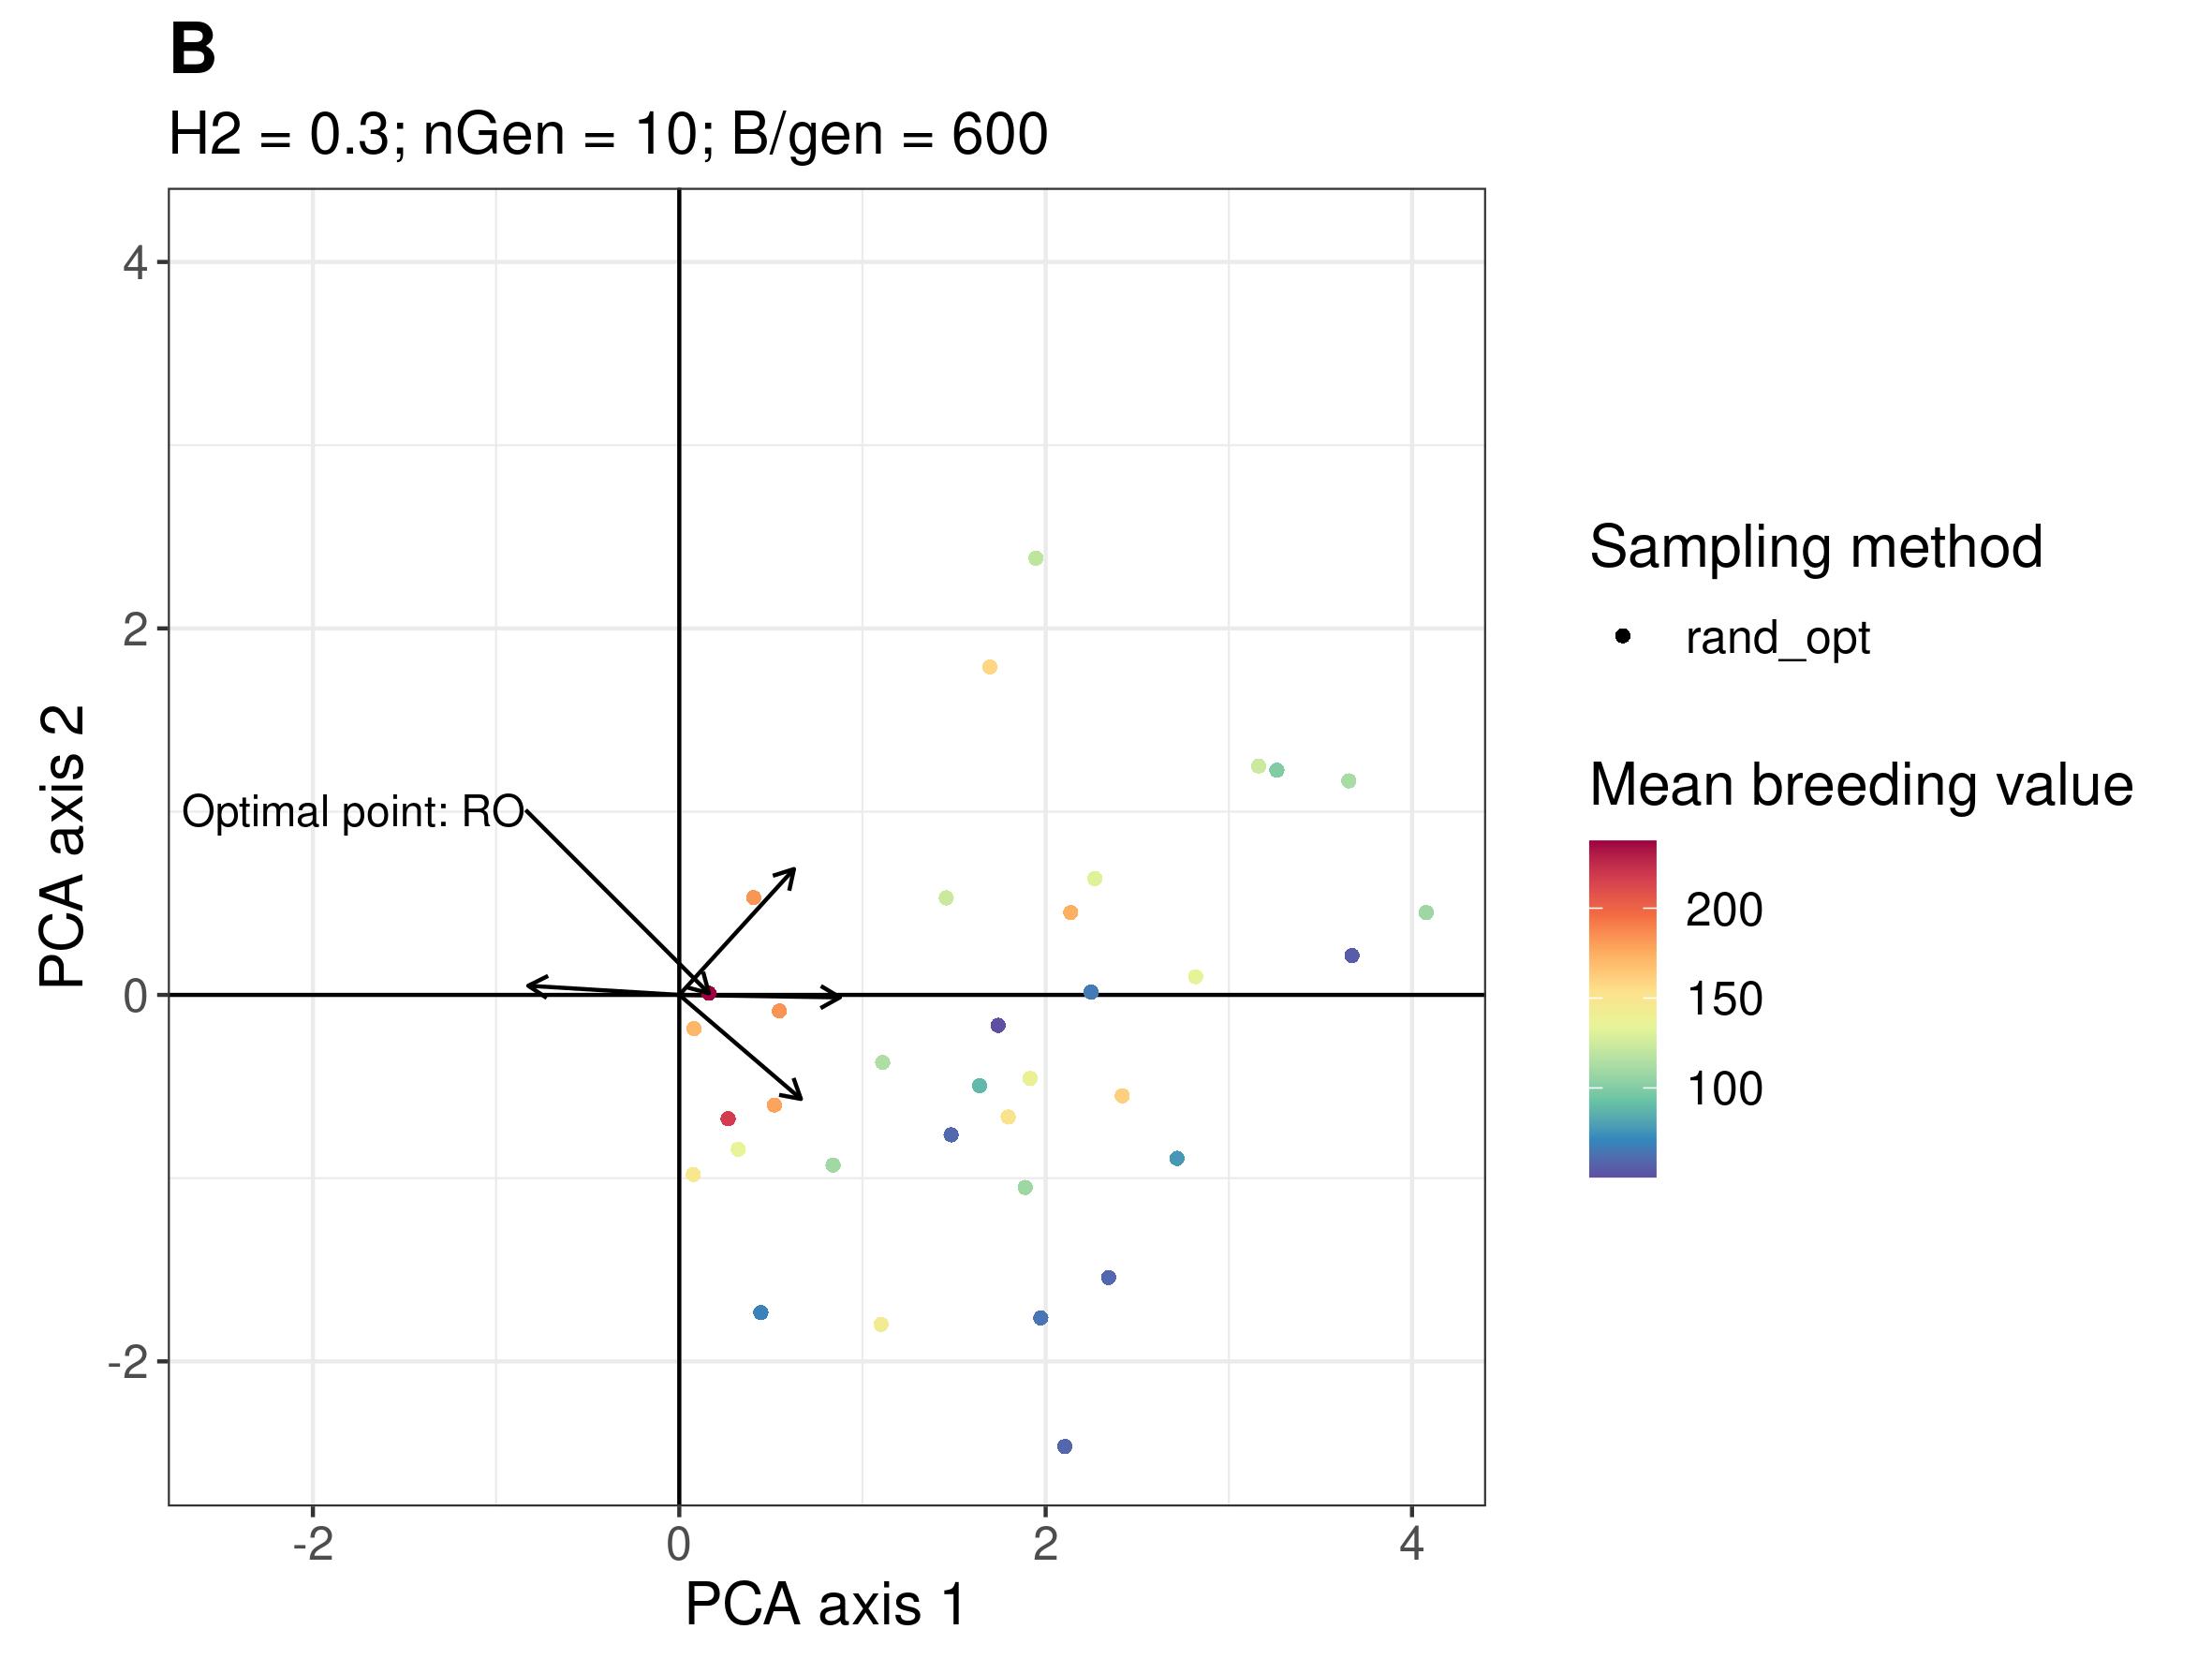 B
H2 = 0.3; nGen = 10; B/gen = 600
PCA axis 2
4
2
0
-2
Optimal point: RO
-2
0
2
4
PCA axis 1
Sampling method
rand_opt
Mean breeding value
200
150
100